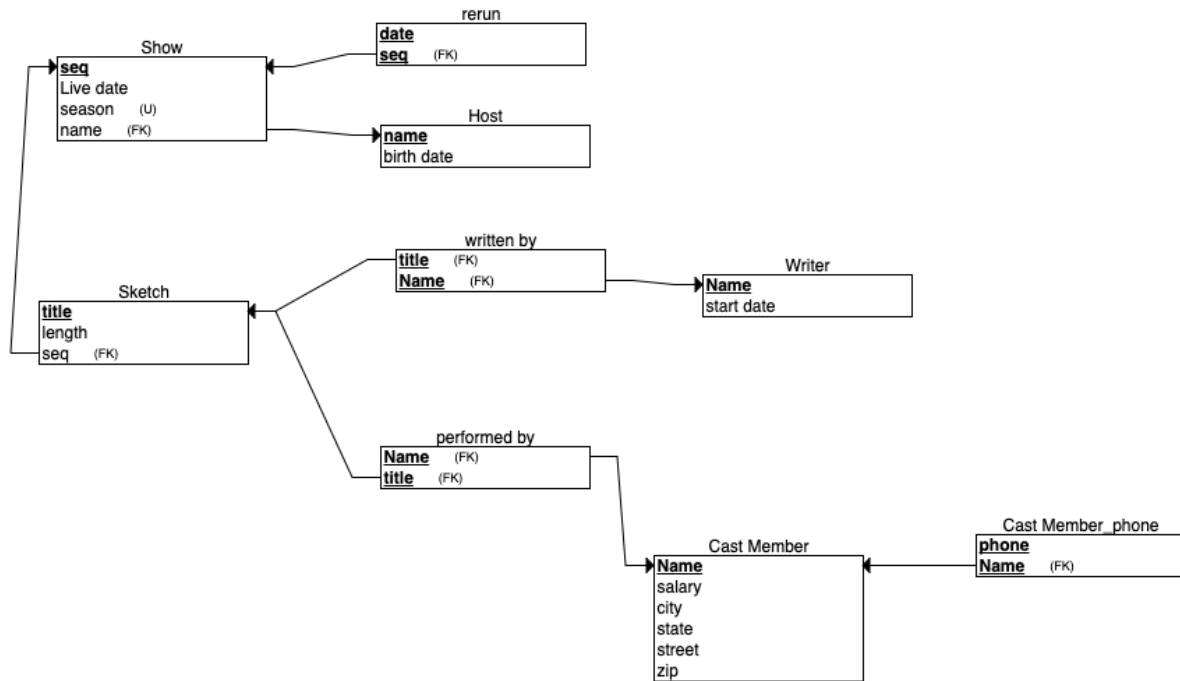 rerun
date
seq (FK)
Show
seq
Live date
season (U)
name (FK)
Host
name
birth date
written by
title (FK)
Name (FK)
Writer
Name
start date
Sketch
title
length
seq (FK)
performed by
Name (FK)
title (FK)
Cast Member
Name
salary
city
state
street
zip
Cast Member_phone
phone
Name (FK)